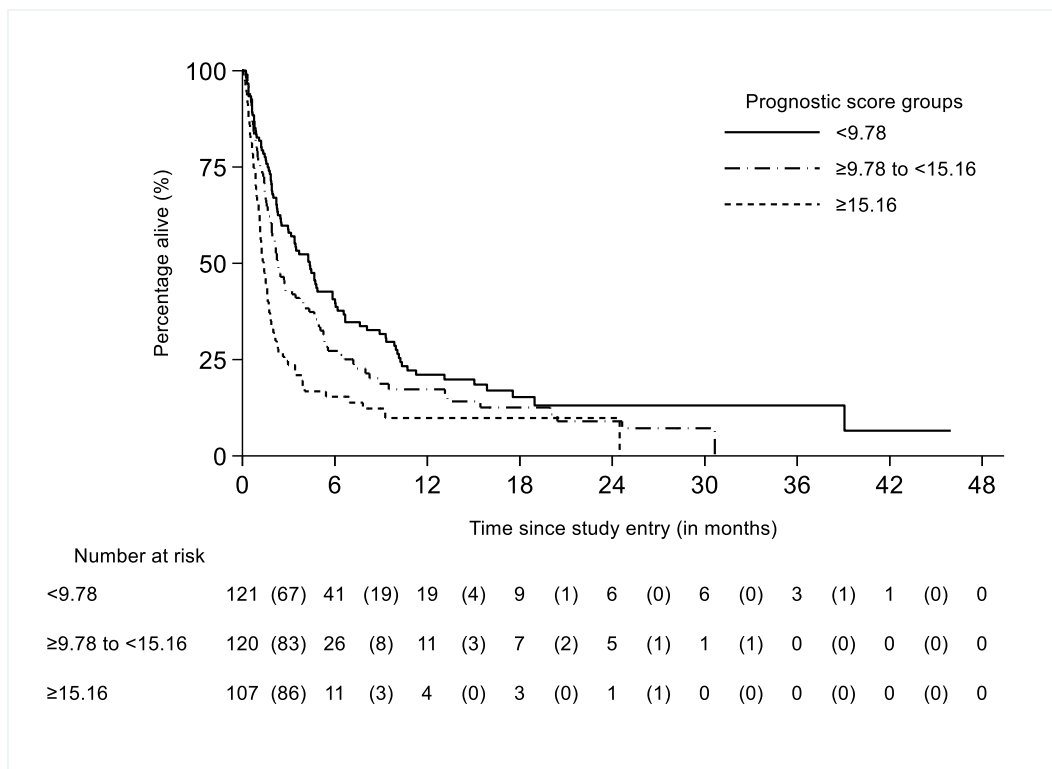 100
75
50
25
0
Percentage alive (%)
Prognostic score groups
<9.78
≥9.78 to <15.16
≥15.16
0 6 12 18 24 30 36 42 48
Time since study entry (in months)
Number at risk
<9.78 121 (67) 41 (19) 19 (4) 9 (1) 6 (0) 6 (0) 3 (1) 1 (0) 0
≥9.78 to <15.16 120 (83) 26 (8) 11 (3) 7 (2) 5 (1) 1 (1) 0 (0) 0 (0) 0
≥15.16 107 (86) 11 (3) 4 (0) 3 (0) 1 (1) 0 (0) 0 (0) 0 (0) 0